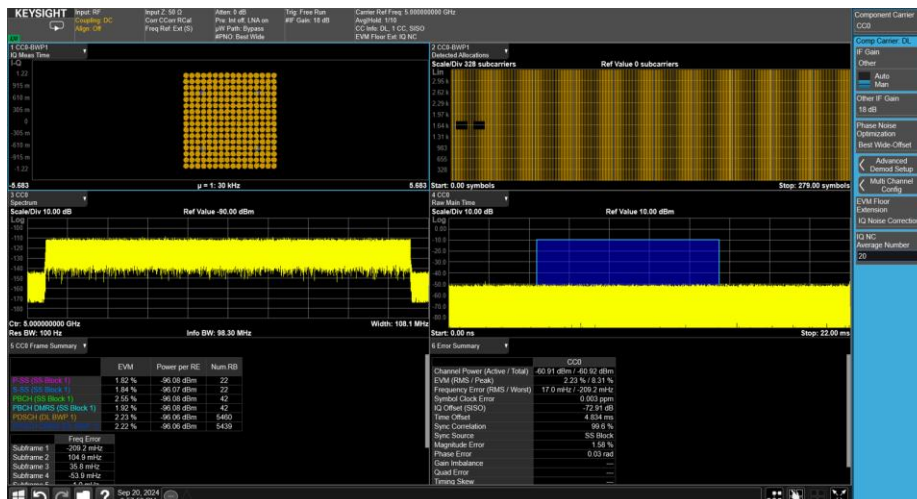 KEYSIGHT
Input: RF
Coupling: DC
Align: Off
Input Z: 50 Ω
Corr CCorr RCal
Freq Ref: Ext (S)
Atten: 0 dB
Pre: Int off, LNA on
µW Path: Bypass
#PNO: Best Wide
Trig: Free Run
#IF Gain: 18 dB
Carrier Ref Freq: 5.000000000 GHz
Avg|Hold: 1/10
CC Info: DL, 1 CC, SISO
EVM Floor Ext: IQ NC
Component Carrier
CC0
1 CC0-BWP1
IQ Meas Time
I-Q
1.22
915 m
610 m
305 m
0
-305 m
-610 m
-915 m
-1.22
-5.683
µ = 1: 30 kHz
5.683
2 CC0-BWP1
Detected Allocations
Scale/Div 328 subcarriers
Ref Value 0 subcarriers
Lin
2.95 k
2.62 k
2.29 k
1.97 k
1.64 k
1.31 k
983
655
328
Start: 0.00 symbols
Stop: 279.00 symbols
3 CC0
Spectrum
Scale/Div 10.00 dB
Ref Value -90.00 dBm
Log
-100
-110
-120
-130
-140
-150
-160
-170
-180
Ctr: 5.000000000 GHz
Width: 108.1 MHz
Res BW: 100 Hz
Info BW: 98.30 MHz
4 CC0
Raw Main Time
Scale/Div 10.00 dB
Ref Value 10.00 dBm
Log
0.00
-10.0
-20.0
-30.0
-40.0
-50.0
-60.0
-70.0
-80.0
Start: 0.00 ns
Stop: 22.00 ms
5 CC0 Frame Summary
EVM Power per RE Num.RB
P-SS (SS Block 1) 1.82 % -96.08 dBm 22
S-SS (SS Block 1) 1.84 % -96.07 dBm 22
PBCH (SS Block 1) 2.55 % -96.08 dBm 42
PBCH DMRS (SS Block 1) 1.92 % -96.08 dBm 42
PDSCH (DL BWP 1) 2.23 % -96.06 dBm 5460
2.22 % -96.06 dBm 5439
Freq Error
Subframe 1 -209.2 mHz
Subframe 2 104.9 mHz
Subframe 3 35.8 mHz
Subframe 4 -53.9 mHz
6 Error Summary
CC0
Channel Power (Active / Total) -60.91 dBm / -60.92 dBm
EVM (RMS / Peak) 2.23 % / 8.31 %
Frequency Error (RMS / Worst) 17.0 mHz / -209.2 mHz
Symbol Clock Error 0.003 ppm
IQ Offset (SISO) -72.91 dB
Time Offset 4.834 ms
Sync Correlation 99.6 %
Sync Source SS Block
Magnitude Error 1.58 %
Phase Error 0.03 rad
Gain Imbalance ---
Quad Error ---
Timing Skew ---
Comp Carrier: DL
IF Gain
Other
Auto
Man
Other IF Gain
18 dB
Phase Noise
Optimization
Best Wide-Offset
Advanced
Demod Setup
Multi Channel
Config
EVM Floor
Extension
IQ Noise Correctio
IQ NC
Average Number
20
?
Sep 20, 2024